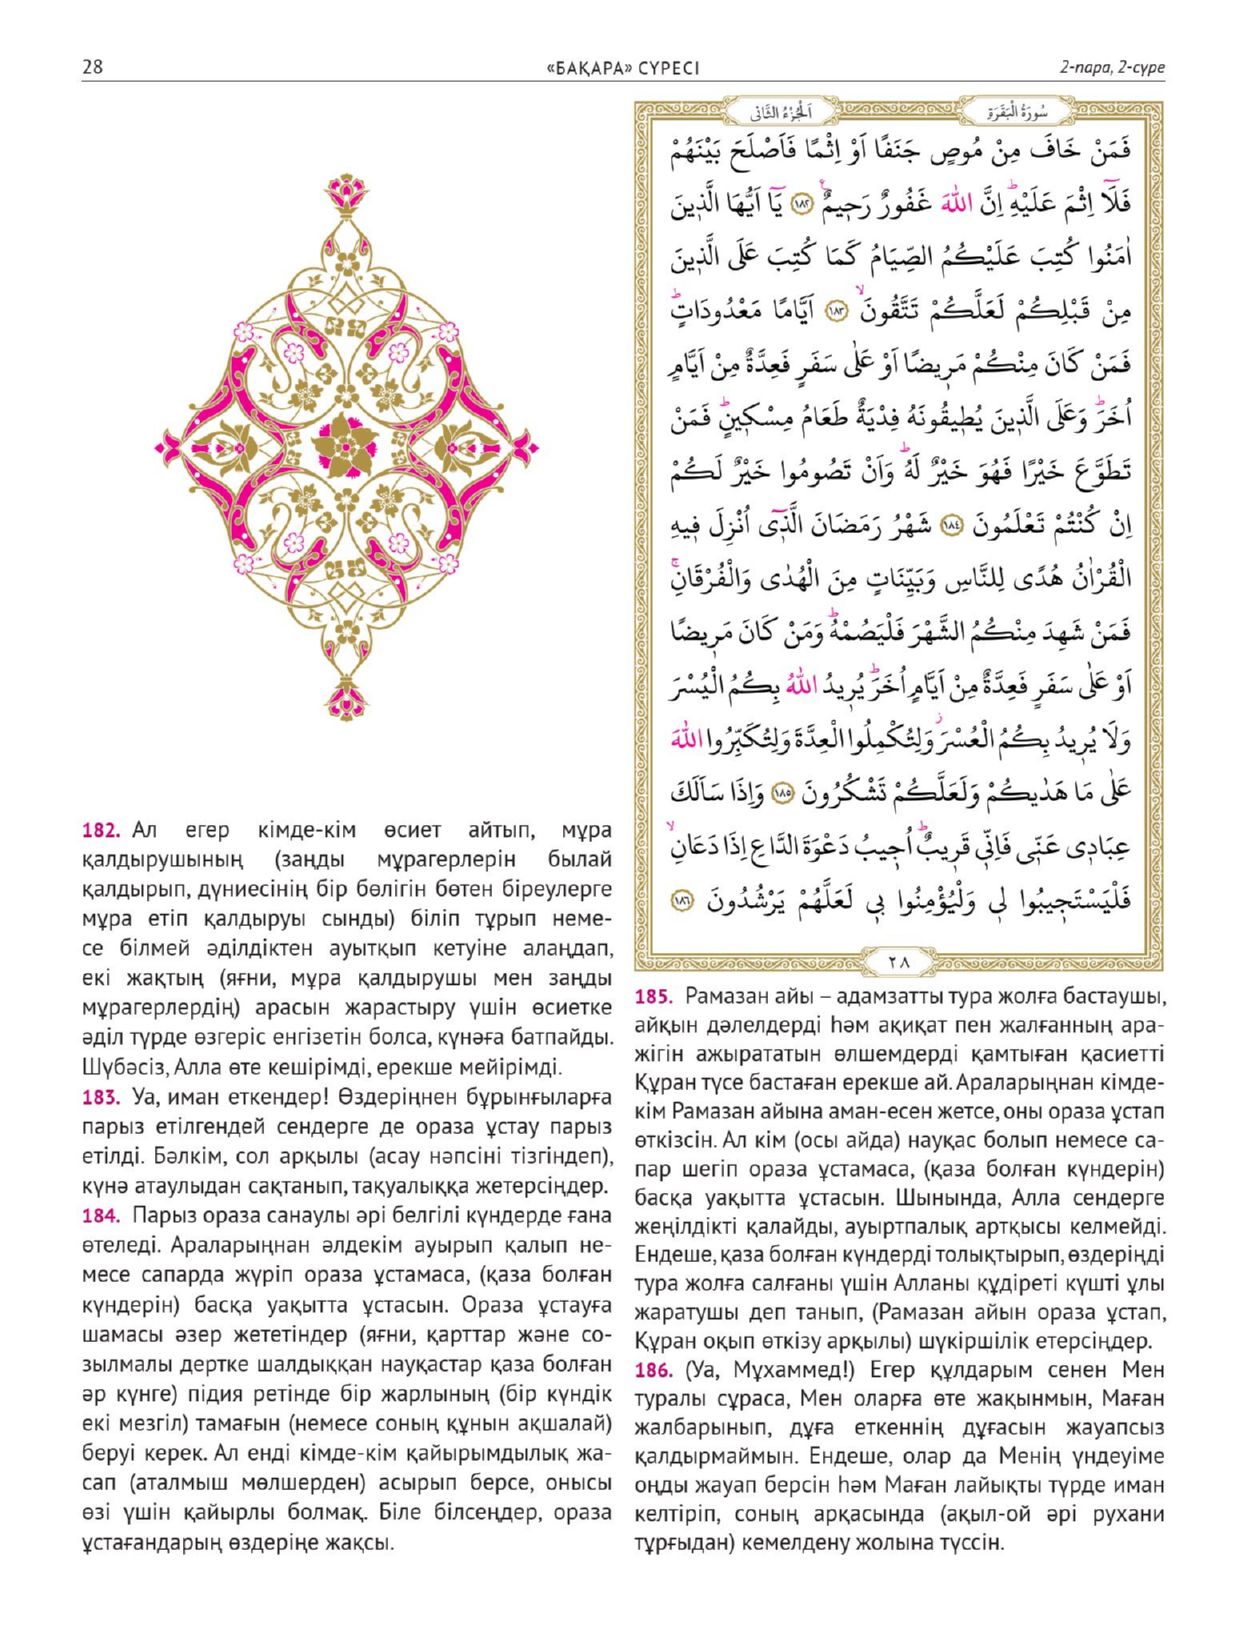 28
«БАҚАРА» СҮРЕСІ
2-пара, 2-сүре
اَلْجُزْءُ الثَّانٖى
سُورَةُ الْبَقَرَةِ
فَمَنْ خَافَ مِنْ مُوصٍ جَنَفًا اَوْ اِثْمًا فَاَصْلَحَ بَيْنَهُمْ
فَلَٓا اِثْمَ عَلَيْهِؕ اِنَّ اللّٰهَ غَفُورٌ رَحٖيمٌ ﴿١٨٢﴾ يَٓا اَيُّهَا الَّذٖينَ
اٰمَنُوا كُتِبَ عَلَيْكُمُ الصِّيَامُ كَمَا كُتِبَ عَلَى الَّذٖينَ
مِنْ قَبْلِكُمْ لَعَلَّكُمْ تَتَّقُونَۙ ﴿١٨٣﴾ اَيَّامًا مَعْدُودَاتٍؕ
فَمَنْ كَانَ مِنْكُمْ مَرٖيضًا اَوْ عَلٰى سَفَرٍ فَعِدَّةٌ مِنْ اَيَّامٍ
اُخَرَؕ وَعَلَى الَّذٖينَ يُطٖيقُونَهُ فِدْيَةٌ طَعَامُ مِسْكٖينٍؕ فَمَنْ
تَطَوَّعَ خَيْرًا فَهُوَ خَيْرٌ لَهُؕ وَاَنْ تَصُومُوا خَيْرٌ لَكُمْ
اِنْ كُنْتُمْ تَعْلَمُونَ ﴿١٨٤﴾ شَهْرُ رَمَضَانَ الَّذٖٓى اُنْزِلَ فٖيهِ
الْقُرْاٰنُ هُدًى لِلنَّاسِ وَبَيِّنَاتٍ مِنَ الْهُدٰى وَالْفُرْقَانِۚ
فَمَنْ شَهِدَ مِنْكُمُ الشَّهْرَ فَلْيَصُمْهُؕ وَمَنْ كَانَ مَرٖيضًا
اَوْ عَلٰى سَفَرٍ فَعِدَّةٌ مِنْ اَيَّامٍ اُخَرَؕ يُرٖيدُ اللّٰهُ بِكُمُ الْيُسْرَ
وَلَا يُرٖيدُ بِكُمُ الْعُسْرَؗ وَلِتُكْمِلُوا الْعِدَّةَ وَلِتُكَبِّرُوا اللّٰهَ
عَلٰى مَا هَدٰيكُمْ وَلَعَلَّكُمْ تَشْكُرُونَ ﴿١٨٥﴾ وَاِذَا سَاَلَكَ
عِبَادٖى عَنّٖى فَاِنّٖى قَرٖيبٌؕ اُجٖيبُ دَعْوَةَ الدَّاعِ اِذَا دَعَانِۙ
فَلْيَسْتَجٖيبُوا لٖى وَلْيُؤْمِنُوا بٖى لَعَلَّهُمْ يَرْشُدُونَ ﴿١٨٦﴾
٢٨
182. Ал егер кімде-кім өсиет айтып, мұра
қалдырушының (заңды мұрагерлерін былай
қалдырып, дүниесінің бір бөлігін бөтен біреулерге
мұра етіп қалдыруы сынды) біліп тұрып неме-
се білмей әділдіктен ауытқып кетуіне алаңдап,
екі жақтың (яғни, мұра қалдырушы мен заңды
мұрагерлердің) арасын жарастыру үшін өсиетке
әділ түрде өзгеріс енгізетін болса, күнәға батпайды.
Шүбәсіз, Алла өте кешірімді, ерекше мейірімді.
183. Уа, иман еткендер! Өздеріңнен бұрынғыларға
парыз етілгендей сендерге де ораза ұстау парыз
етілді. Бәлкім, сол арқылы (асау нәпсіні тізгіндеп),
күнә атаулыдан сақтанып, тақуалыққа жетерсіңдер.
184. Парыз ораза санаулы әрі белгілі күндерде ғана
өтеледі. Араларыңнан әлдекім ауырып қалып не-
месе сапарда жүріп ораза ұстамаса, (қаза болған
күндерін) басқа уақытта ұстасын. Ораза ұстауға
шамасы әзер жететіндер (яғни, қарттар және со-
зылмалы дертке шалдыққан науқастар қаза болған
әр күнге) підия ретінде бір жарлының (бір күндік
екі мезгіл) тамағын (немесе соның құнын ақшалай)
беруі керек. Ал енді кімде-кім қайырымдылық жа-
сап (аталмыш мөлшерден) асырып берсе, онысы
өзі үшін қайырлы болмақ. Біле білсеңдер, ораза
ұстағандарың өздеріңе жақсы.
185. Рамазан айы – адамзатты тура жолға бастаушы,
айқын дәлелдерді һәм ақиқат пен жалғанның ара-
жігін ажырататын өлшемдерді қамтыған қасиетті
Құран түсе бастаған ерекше ай. Араларыңнан кімде-
кім Рамазан айына аман-есен жетсе, оны ораза ұстап
өткізсін. Ал кім (осы айда) науқас болып немесе са-
пар шегіп ораза ұстамаса, (қаза болған күндерін)
басқа уақытта ұстасын. Шынында, Алла сендерге
жеңілдікті қалайды, ауыртпалық артқысы келмейді.
Ендеше, қаза болған күндерді толықтырып, өздеріңді
тура жолға салғаны үшін Алланы құдіреті күшті ұлы
жаратушы деп танып, (Рамазан айын ораза ұстап,
Құран оқып өткізу арқылы) шүкіршілік етерсіңдер.
186. (Уа, Мұхаммед!) Егер құлдарым сенен Мен
туралы сұраса, Мен оларға өте жақынмын, Маған
жалбарынып, дұға еткеннің дұғасын жауапсыз
қалдырмаймын. Ендеше, олар да Менің үндеуіме
оңды жауап берсін һәм Маған лайықты түрде иман
келтіріп, соның арқасында (ақыл-ой әрі рухани
тұрғыдан) кемелдену жолына түссін.